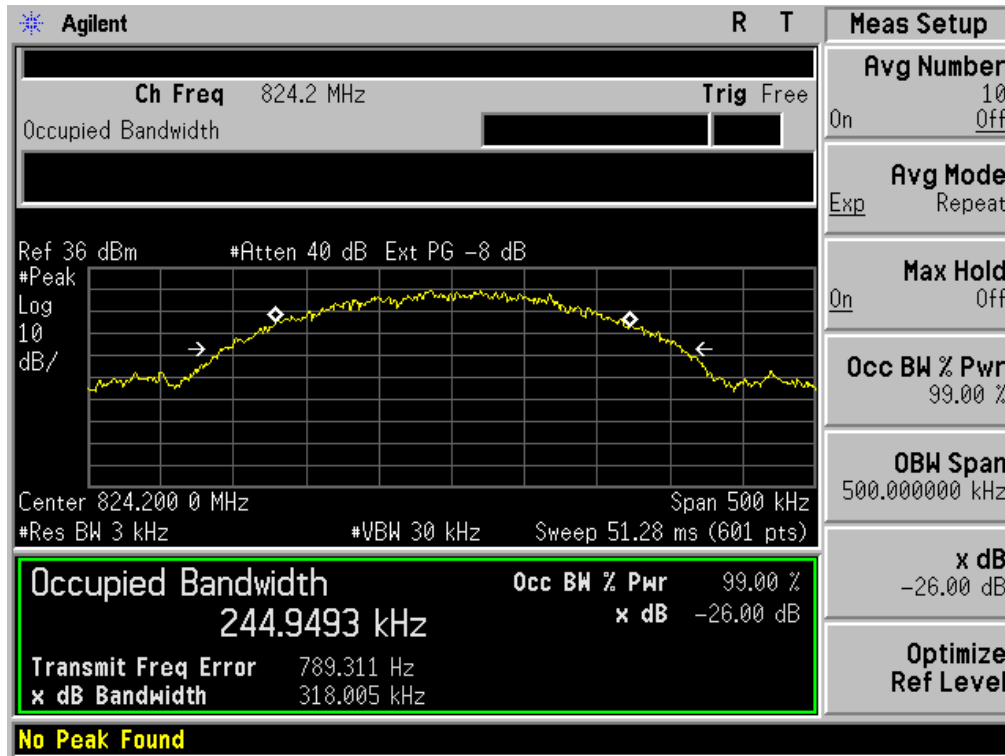 Agilent R T Meas Setup
Avg Number
10
On Off
Ch Freq 824.2 MHz Trig Free
Occupied Bandwidth
Avg Mode
Exp Repeat
Ref 36 dBm #Atten 40 dB Ext PG -8 dB
#Peak
Log
10
dB/
Max Hold
On Off
Occ BW % Pwr
99.00 %
OBW Span
500.000000 kHz
Center 824.200 0 MHz Span 500 kHz
#Res BW 3 kHz #VBW 30 kHz Sweep 51.28 ms (601 pts)
x dB
-26.00 dB
Occupied Bandwidth Occ BW % Pwr 99.00 %
244.9493 kHz x dB -26.00 dB
Transmit Freq Error 789.311 Hz
x dB Bandwidth 318.005 kHz
Optimize
Ref Level
No Peak Found